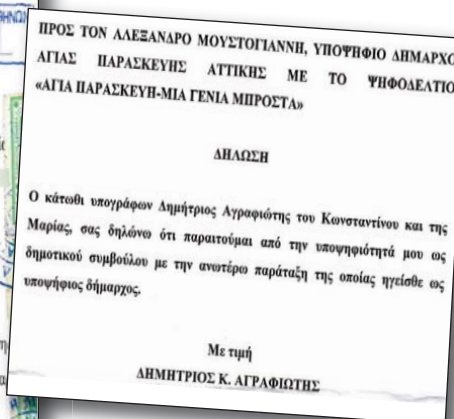 ΠΡΟΣ ΤΟΝ ΑΛΕΞΑΝΔΡΟ ΜΟΥΣΤΟΓΙΑΝΝΗ, ΥΠΟΨΗΦΙΟ ΔΗΜΑΡΧΟ
ΑΓΙΑΣ ΠΑΡΑΣΚΕΥΗΣ ΑΤΤΙΚΗΣ ΜΕ ΤΟ ΨΗΦΟΔΕΛΤΙΟ
«ΑΓΙΑ ΠΑΡΑΣΚΕΥΗ-ΜΙΑ ΓΕΝΙΑ ΜΠΡΟΣΤΑ»
ΔΗΛΩΣΗ
Ο κάτωθι υπογράφων Δημήτριος Αγραφιώτης του Κωνσταντίνου και της
Μαρίας, σας δηλώνω ότι παραιτούμαι από την υποψηφιότητά μου ως
δημοτικού συμβούλου με την ανωτέρω παράταξη της οποίας ηγείσθε ως
υποψήφιος δήμαρχος.
Με τιμή
ΔΗΜΗΤΡΙΟΣ Κ. ΑΓΡΑΦΙΩΤΗΣ